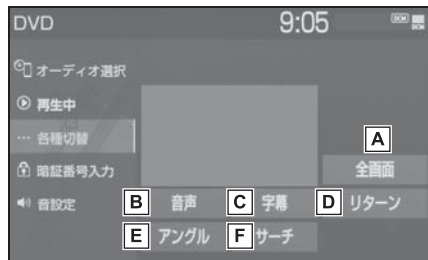 DVD 9:05 DCM
DCM
オーディオ選択
再生中
各種切替
A
暗証番号入力 全画面
音設定 B 音声 C 字幕 D リターン
E アングル F サーチ